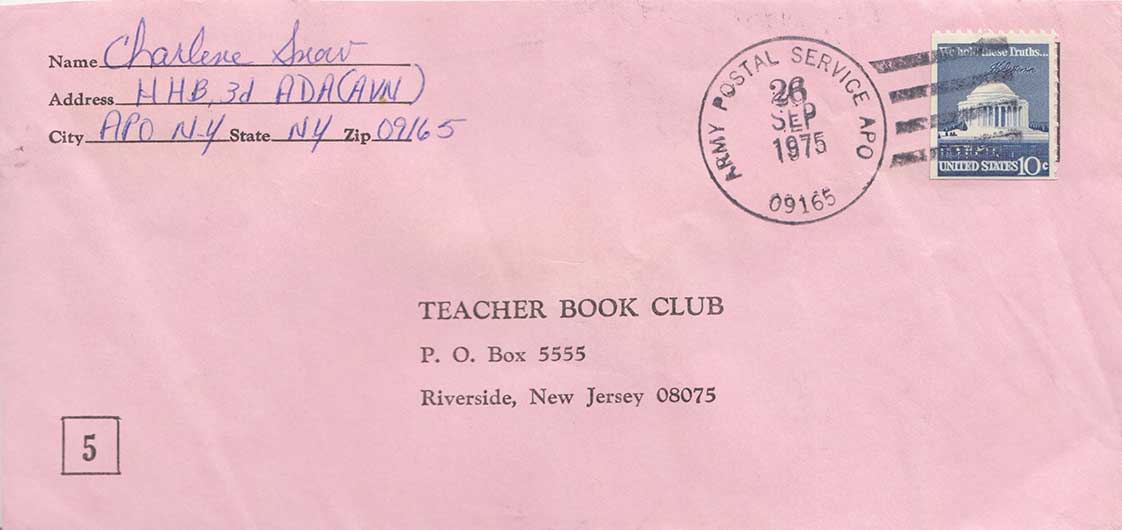 Name Charlene Snow
Address HHB, 3d ADA (AVN)
City APO N-Y State NY Zip 09165
ARMY POSTAL SERVICE APO
26
SEP
1975
09165
We hold these Truths...
UNITED STATES 10c
TEACHER BOOK CLUB
P. O. Box 5555
Riverside, New Jersey 08075
5